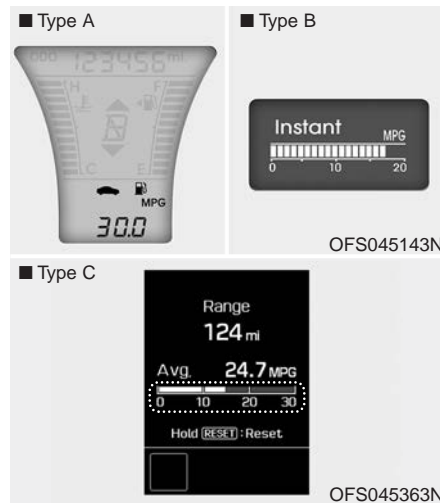 ■ Type A
ODO 123456 mi.
H F
C E
MPG
30.0
■ Type B
Instant MPG
0 10 20
OFS045143N
■ Type C
Range
124 mi
Avg. 24.7 MPG
0 10 20 30
Hold RESET : Reset
OFS045363N